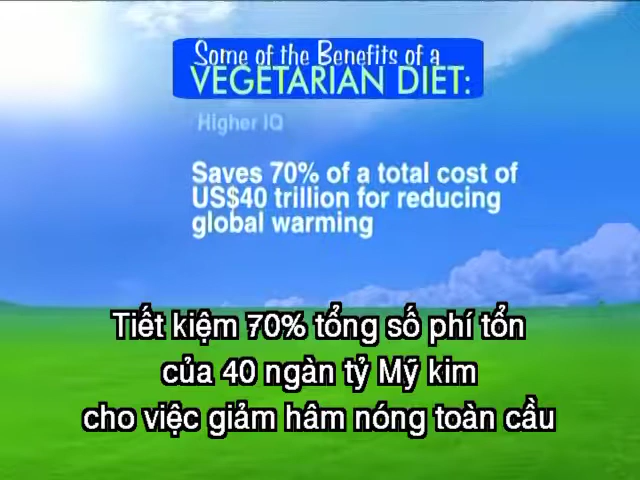 Some of the Benefits of a
VEGETARIAN DIET:
Higher IQ
Saves 70% of a total cost of
US$40 trillion for reducing
global warming
Tiết kiệm 70% tổng số phí tổn
của 40 ngàn tỷ Mỹ kim
cho việc giảm hâm nóng toàn cầu